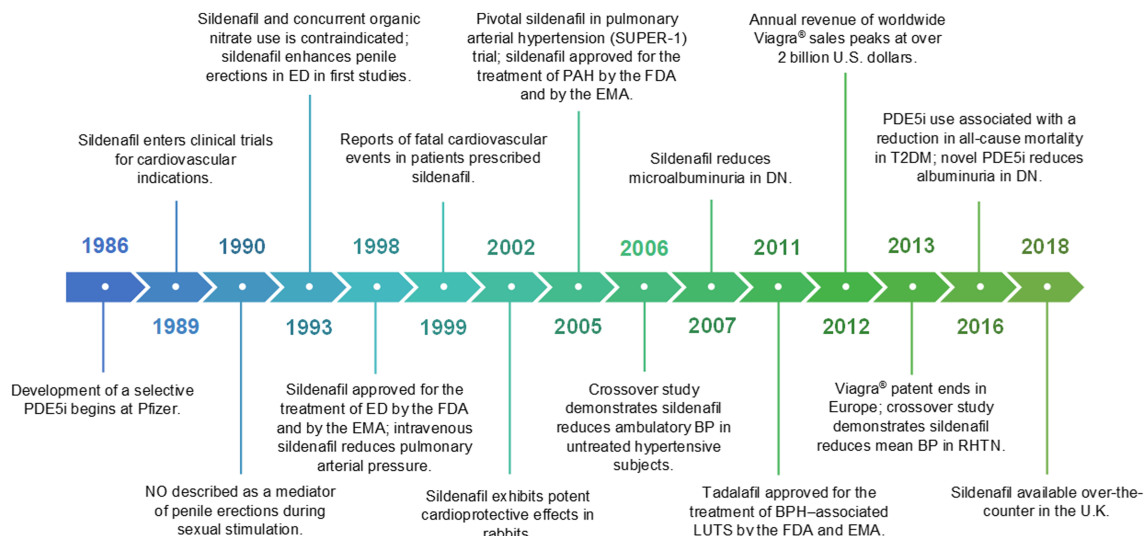 Sildenafil and concurrent organic
nitrate use is contraindicated;
sildenafil enhances penile
erections in ED in first studies.
Pivotal sildenafil in pulmonary
arterial hypertension (SUPER-1)
trial; sildenafil approved for the
treatment of PAH by the FDA
and by the EMA.
Annual revenue of worldwide
Viagra® sales peaks at over
2 billion U.S. dollars.
Sildenafil enters clinical trials
for cardiovascular
indications.
Reports of fatal cardiovascular
events in patients prescribed
sildenafil.
Sildenafil reduces
microalbuminuria in DN.
PDE5i use associated with a
reduction in all-cause mortality
in T2DM; novel PDE5i reduces
albuminuria in DN.
1986
1990
1998
2002
2006
2011
2013
2018
1989
1993
1999
2005
2007
2012
2016
Development of a selective
PDE5i begins at Pfizer.
Sildenafil approved for the
treatment of ED by the FDA
and by the EMA; intravenous
sildenafil reduces pulmonary
arterial pressure.
Crossover study
demonstrates sildenafil
reduces ambulatory BP in
untreated hypertensive
subjects.
Viagra® patent ends in
Europe; crossover study
demonstrates sildenafil
reduces mean BP in RHTN.
NO described as a mediator
of penile erections during
sexual stimulation.
Sildenafil exhibits potent
cardioprotective effects in
rabbits
Tadalafil approved for the
treatment of BPH–associated
LUTS by the FDA and EMA.
Sildenafil available over-the-
counter in the U.K.